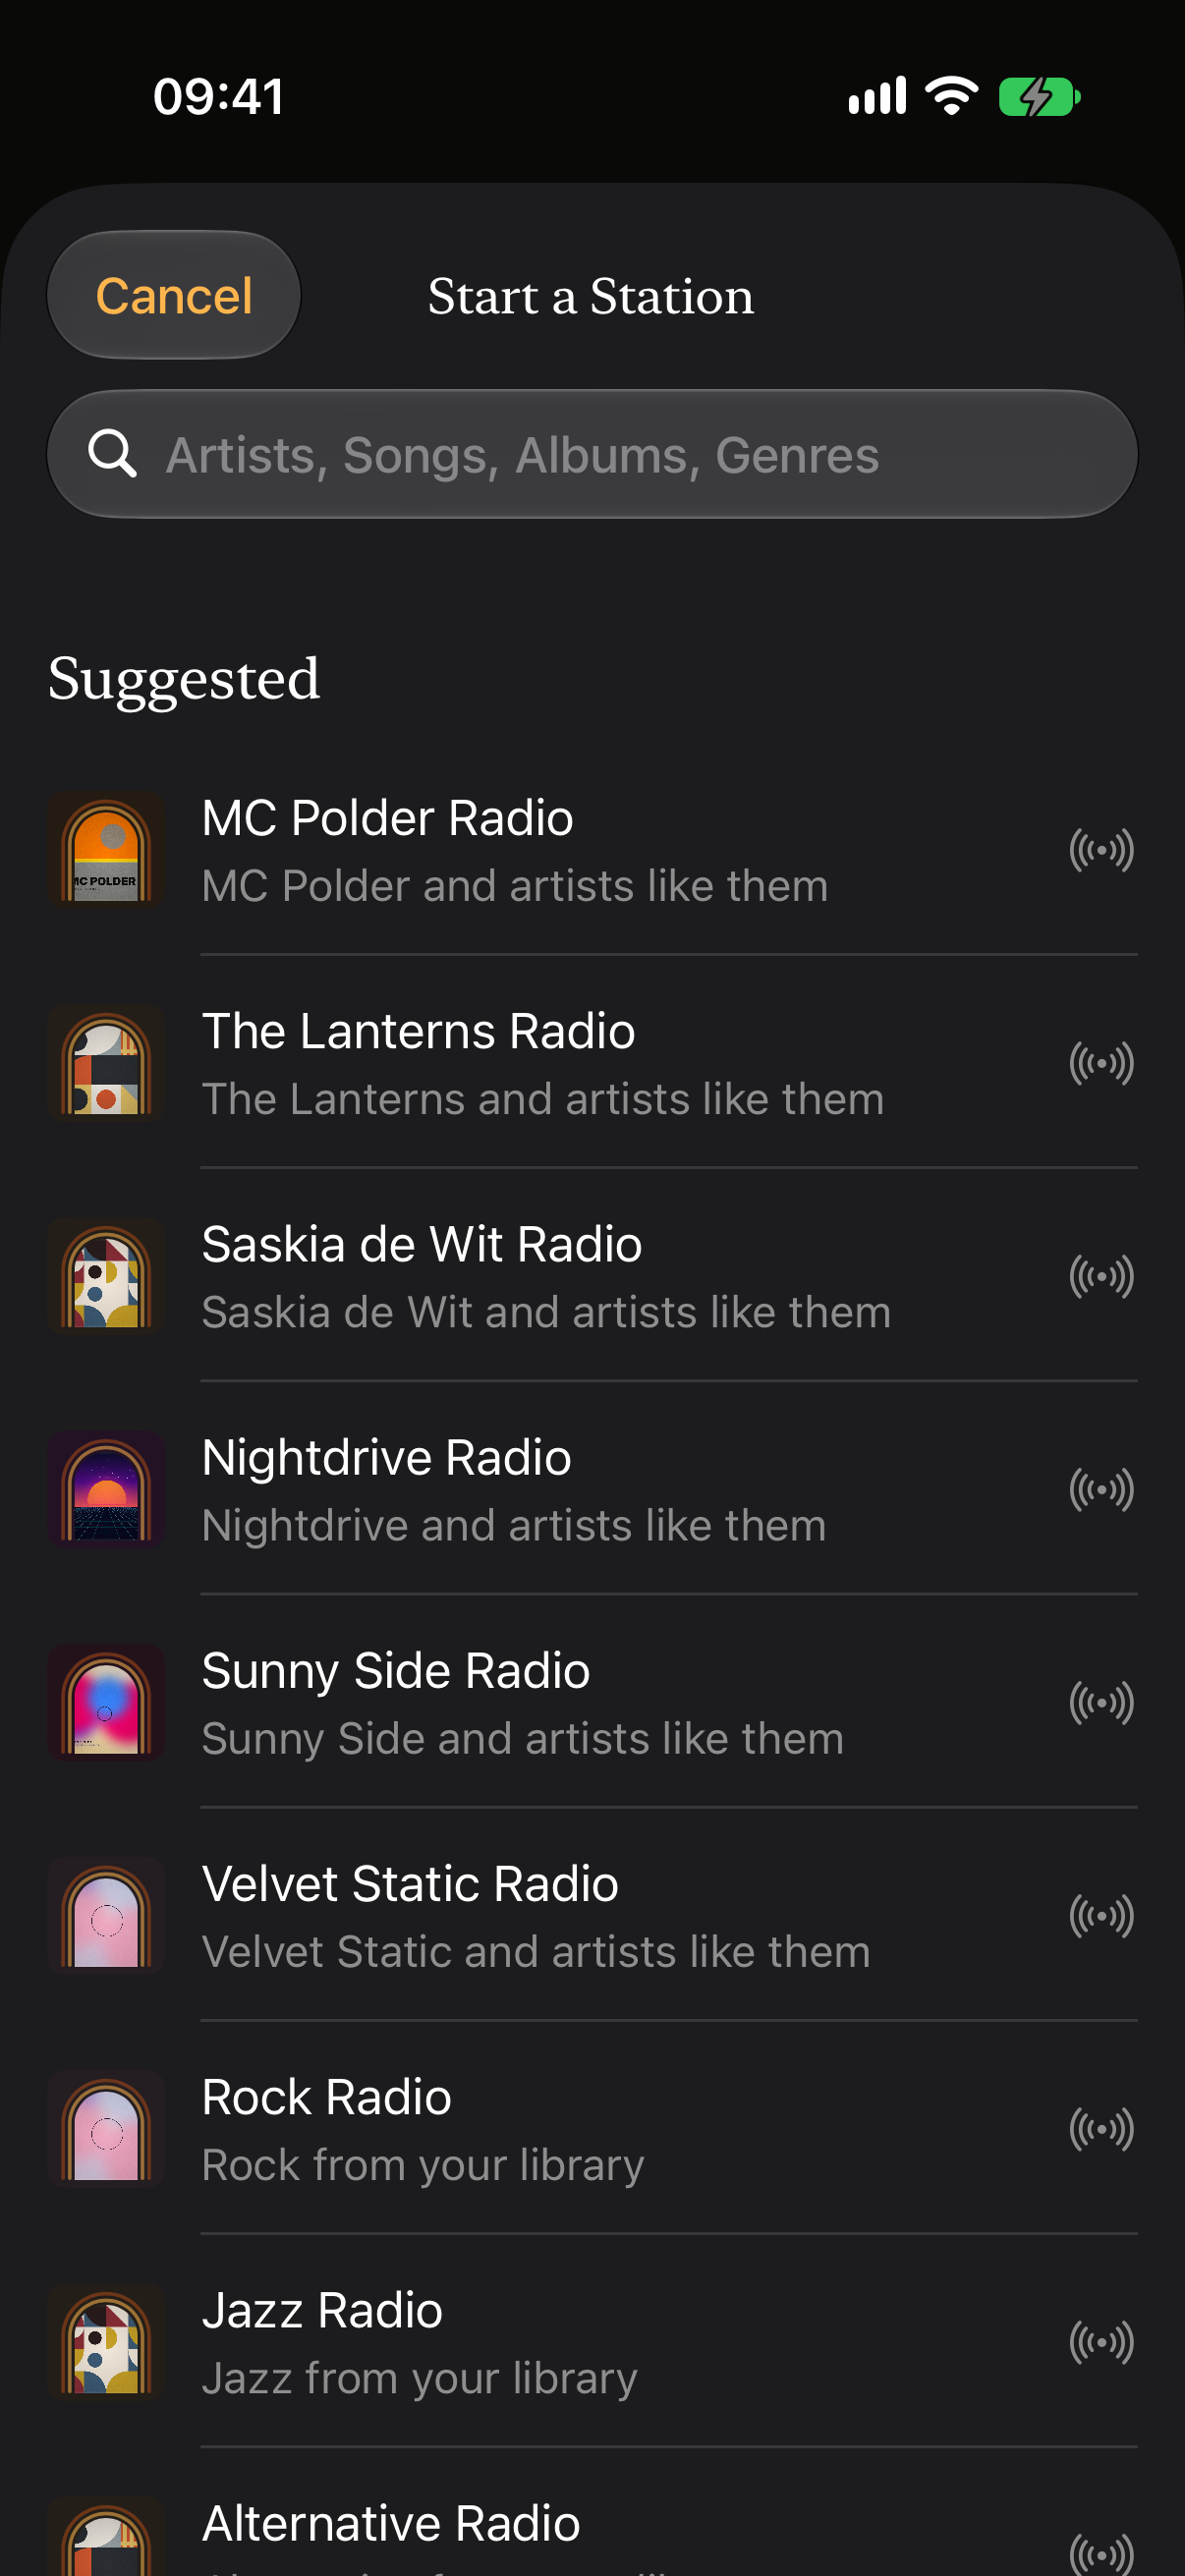 09:41
Cancel
Start a Station
Artists, Songs, Albums, Genres
Suggested
MC POLDER
MC Polder Radio
MC Polder and artists like them
The Lanterns Radio
The Lanterns and artists like them
Saskia de Wit Radio
Saskia de Wit and artists like them
Nightdrive Radio
Nightdrive and artists like them
Sunny Side Radio
Sunny Side and artists like them
Velvet Static Radio
Velvet Static and artists like them
Rock Radio
Rock from your library
Jazz Radio
Jazz from your library
Alternative Radio